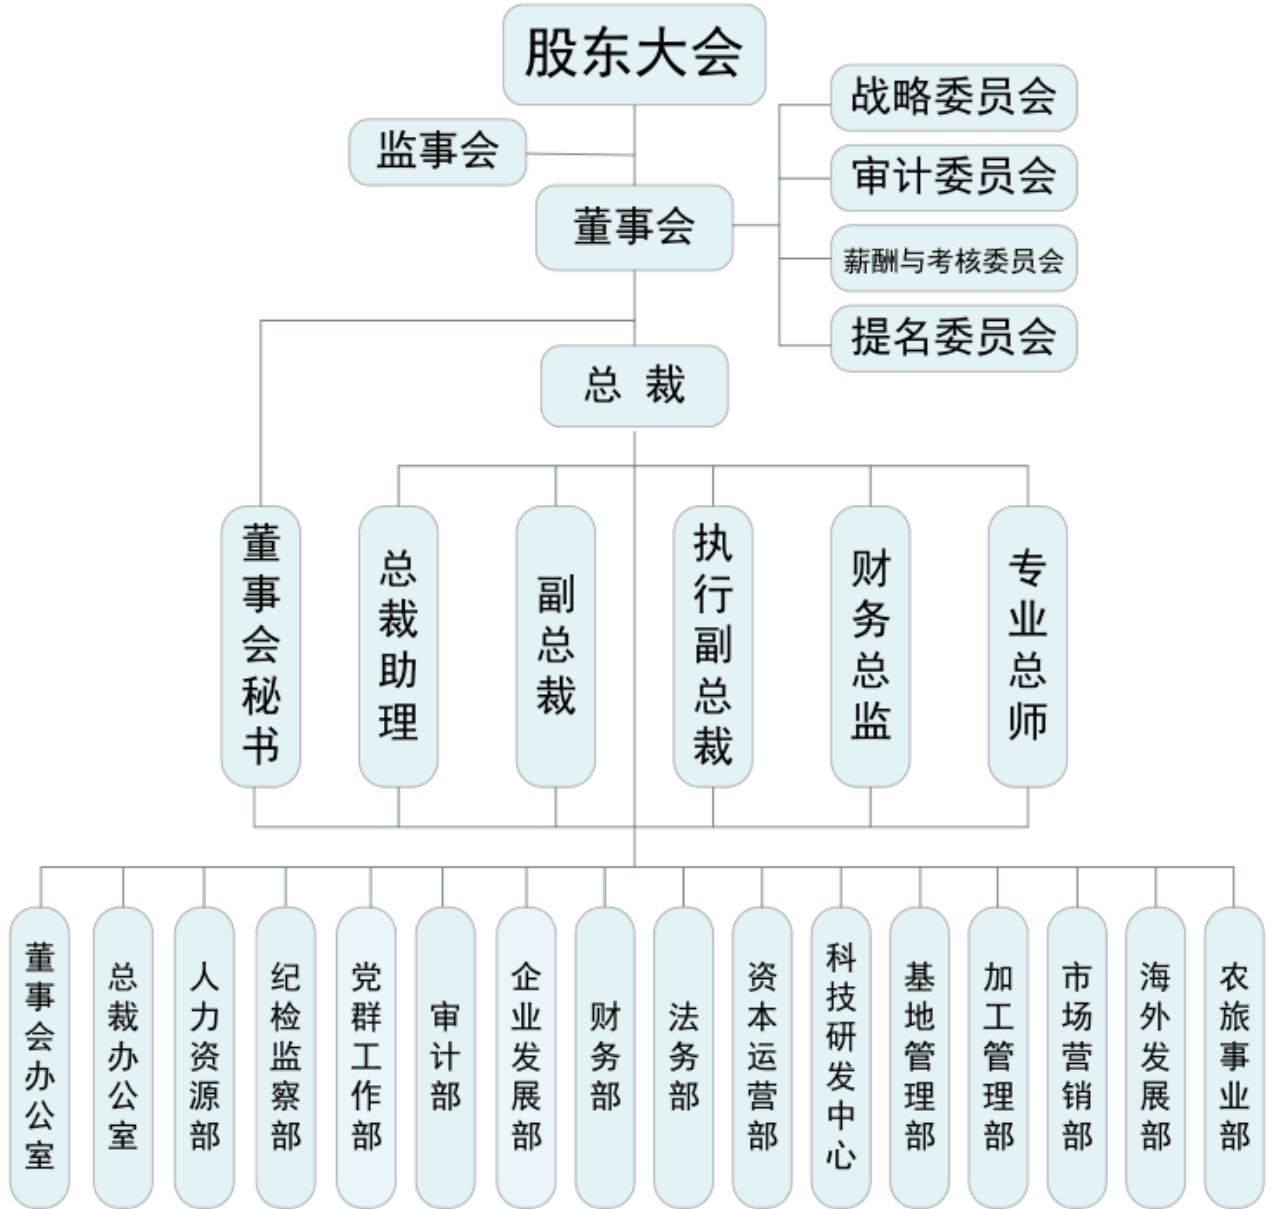 股东大会
战略委员会
监事会
审计委员会
董事会
薪酬与考核委员会
提名委员会
总 裁
董事会秘书
总裁助理
副总裁
执行副总裁
财务总监
专业总师
董事会办公室
总裁办公室
人力资源部
纪检监察部
党群工作部
审计部
企业发展部
财务部
法务部
资本运营部
科技研发中心
基地管理部
加工管理部
市场营销部
海外发展部
农旅事业部